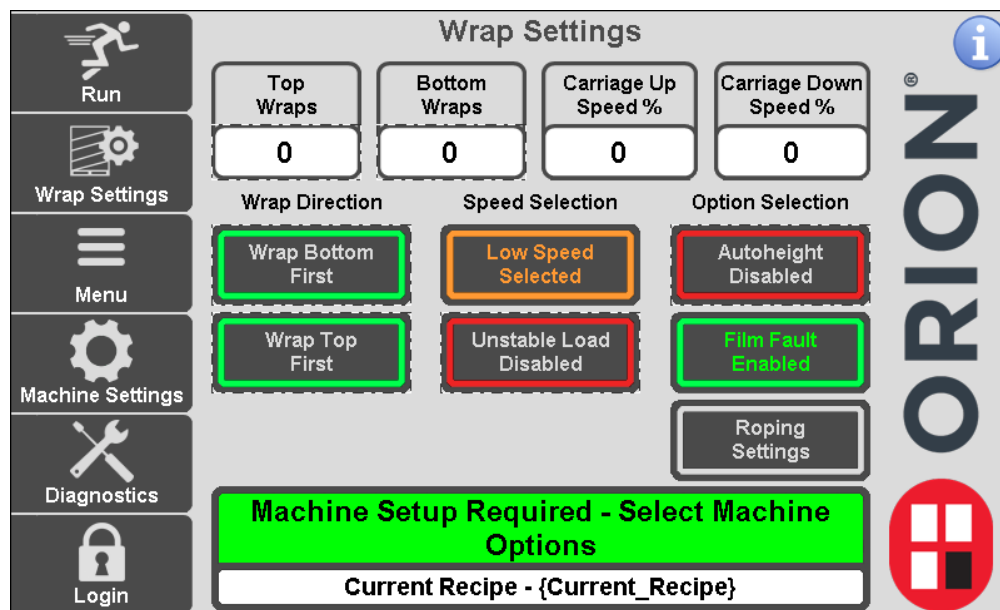 Wrap Settings
Run
Wrap Settings
Menu
Machine Settings
Diagnostics
Login
Top
Wraps
0
Bottom
Wraps
0
Carriage Up
Speed %
0
Carriage Down
Speed %
0
Wrap Direction
Wrap Bottom
First
Wrap Top
First
Speed Selection
Low Speed
Selected
Unstable Load
Disabled
Option Selection
Autoheight
Disabled
Film Fault
Enabled
Roping
Settings
Machine Setup Required - Select Machine
Options
Current Recipe - {Current_Recipe}
i
ORION®